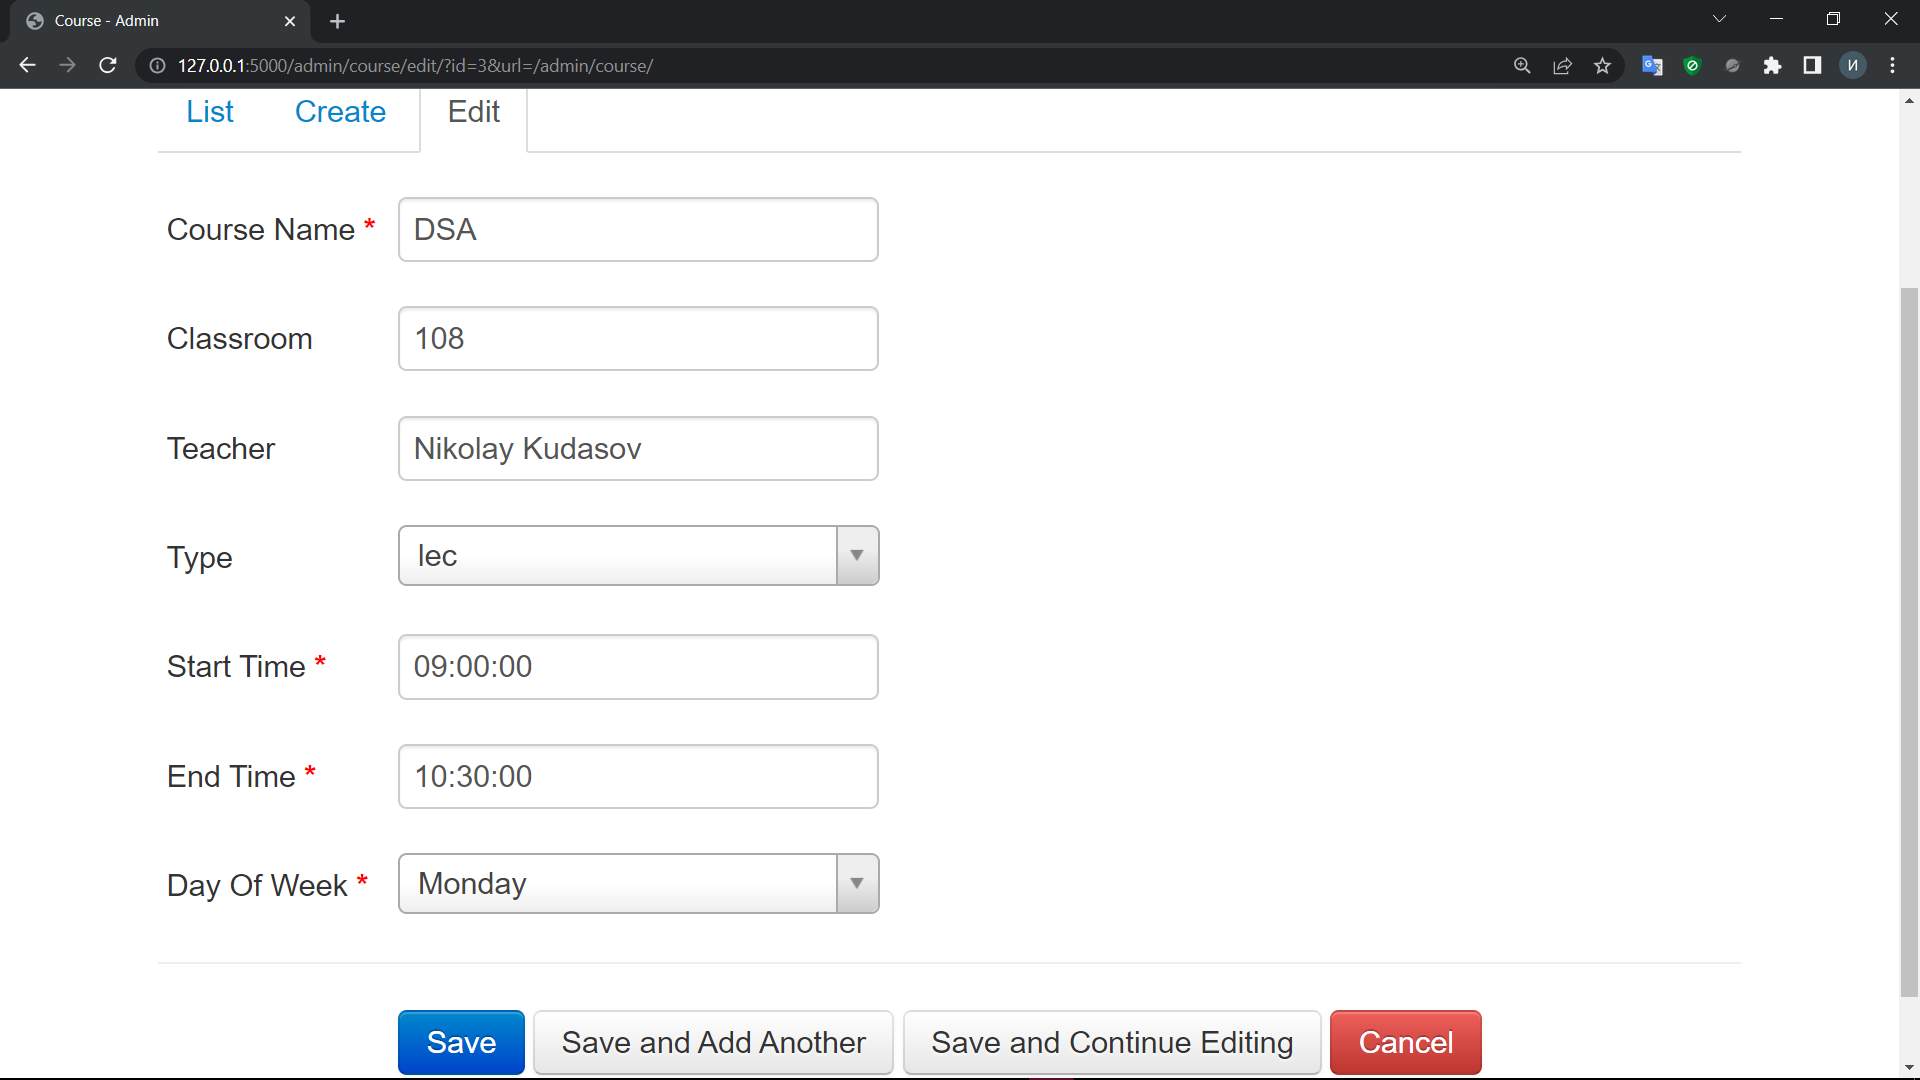 Course - Admin
127.0.0.1:5000/admin/course/edit/?id=3&url=/admin/course/
И
List Create Edit
Course Name * DSA
Classroom 108
Teacher Nikolay Kudasov
Type lec
Start Time * 09:00:00
End Time * 10:30:00
Day Of Week * Monday
Save Save and Add Another Save and Continue Editing Cancel